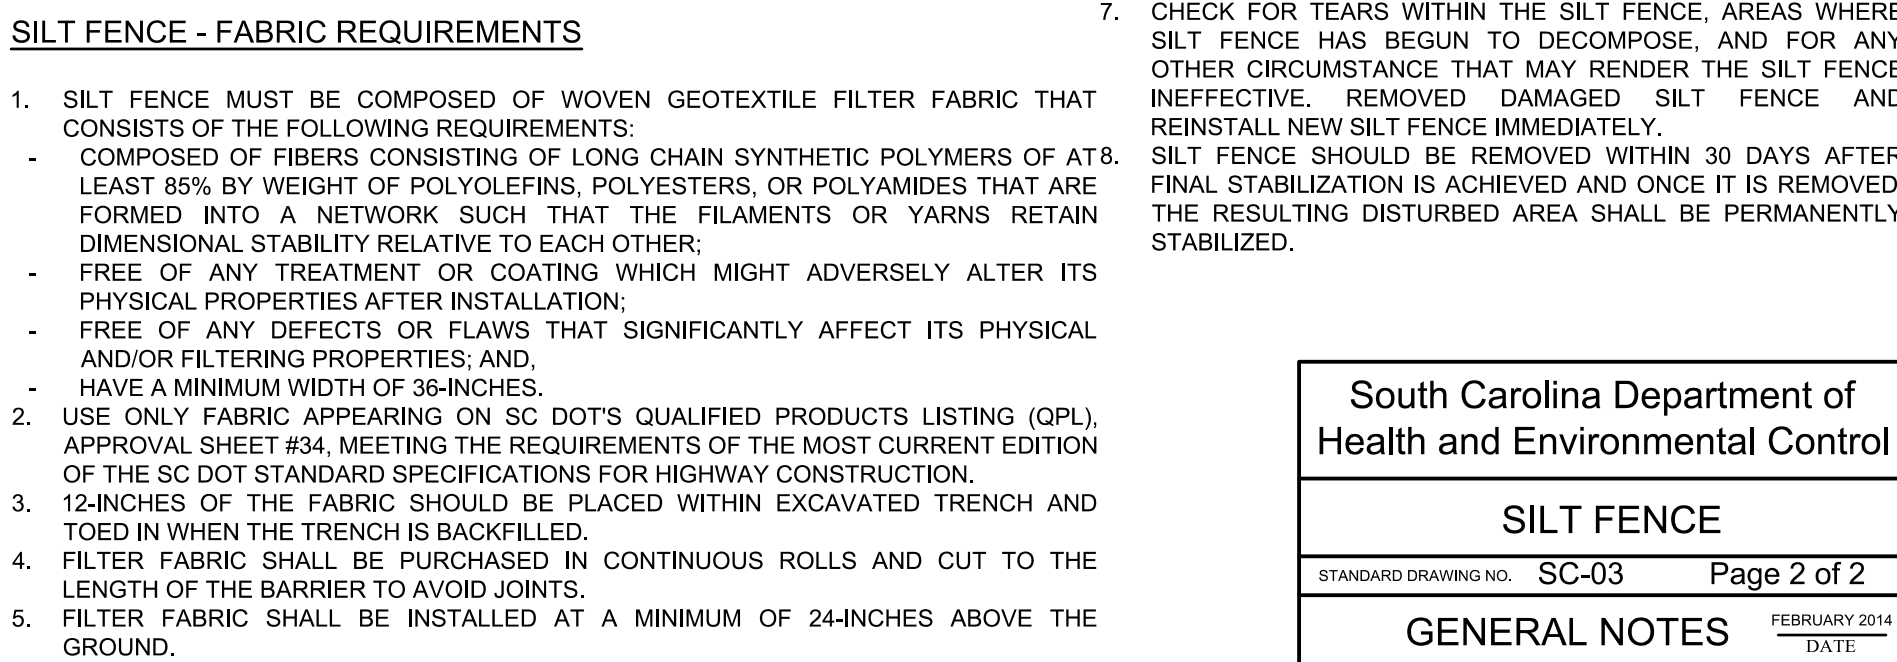 SILT FENCE - FABRIC REQUIREMENTS
1. SILT FENCE MUST BE COMPOSED OF WOVEN GEOTEXTILE FILTER FABRIC THAT
CONSISTS OF THE FOLLOWING REQUIREMENTS:
- COMPOSED OF FIBERS CONSISTING OF LONG CHAIN SYNTHETIC POLYMERS OF AT
LEAST 85% BY WEIGHT OF POLYOLEFINS, POLYESTERS, OR POLYAMIDES THAT ARE
FORMED INTO A NETWORK SUCH THAT THE FILAMENTS OR YARNS RETAIN
DIMENSIONAL STABILITY RELATIVE TO EACH OTHER;
- FREE OF ANY TREATMENT OR COATING WHICH MIGHT ADVERSELY ALTER ITS
PHYSICAL PROPERTIES AFTER INSTALLATION;
- FREE OF ANY DEFECTS OR FLAWS THAT SIGNIFICANTLY AFFECT ITS PHYSICAL
AND/OR FILTERING PROPERTIES; AND,
- HAVE A MINIMUM WIDTH OF 36-INCHES.
2. USE ONLY FABRIC APPEARING ON SC DOT'S QUALIFIED PRODUCTS LISTING (QPL),
APPROVAL SHEET #34, MEETING THE REQUIREMENTS OF THE MOST CURRENT EDITION
OF THE SC DOT STANDARD SPECIFICATIONS FOR HIGHWAY CONSTRUCTION.
3. 12-INCHES OF THE FABRIC SHOULD BE PLACED WITHIN EXCAVATED TRENCH AND
TOED IN WHEN THE TRENCH IS BACKFILLED.
4. FILTER FABRIC SHALL BE PURCHASED IN CONTINUOUS ROLLS AND CUT TO THE
LENGTH OF THE BARRIER TO AVOID JOINTS.
5. FILTER FABRIC SHALL BE INSTALLED AT A MINIMUM OF 24-INCHES ABOVE THE
GROUND.
7. CHECK FOR TEARS WITHIN THE SILT FENCE, AREAS WHERE
SILT FENCE HAS BEGUN TO DECOMPOSE, AND FOR ANY
OTHER CIRCUMSTANCE THAT MAY RENDER THE SILT FENCE
INEFFECTIVE. REMOVED DAMAGED SILT FENCE AND
REINSTALL NEW SILT FENCE IMMEDIATELY.
8. SILT FENCE SHOULD BE REMOVED WITHIN 30 DAYS AFTER
FINAL STABILIZATION IS ACHIEVED AND ONCE IT IS REMOVED
THE RESULTING DISTURBED AREA SHALL BE PERMANENTLY
STABILIZED.
South Carolina Department of
Health and Environmental Control
SILT FENCE
STANDARD DRAWING NO. SC-03 Page 2 of 2
GENERAL NOTES FEBRUARY 2014
DATE